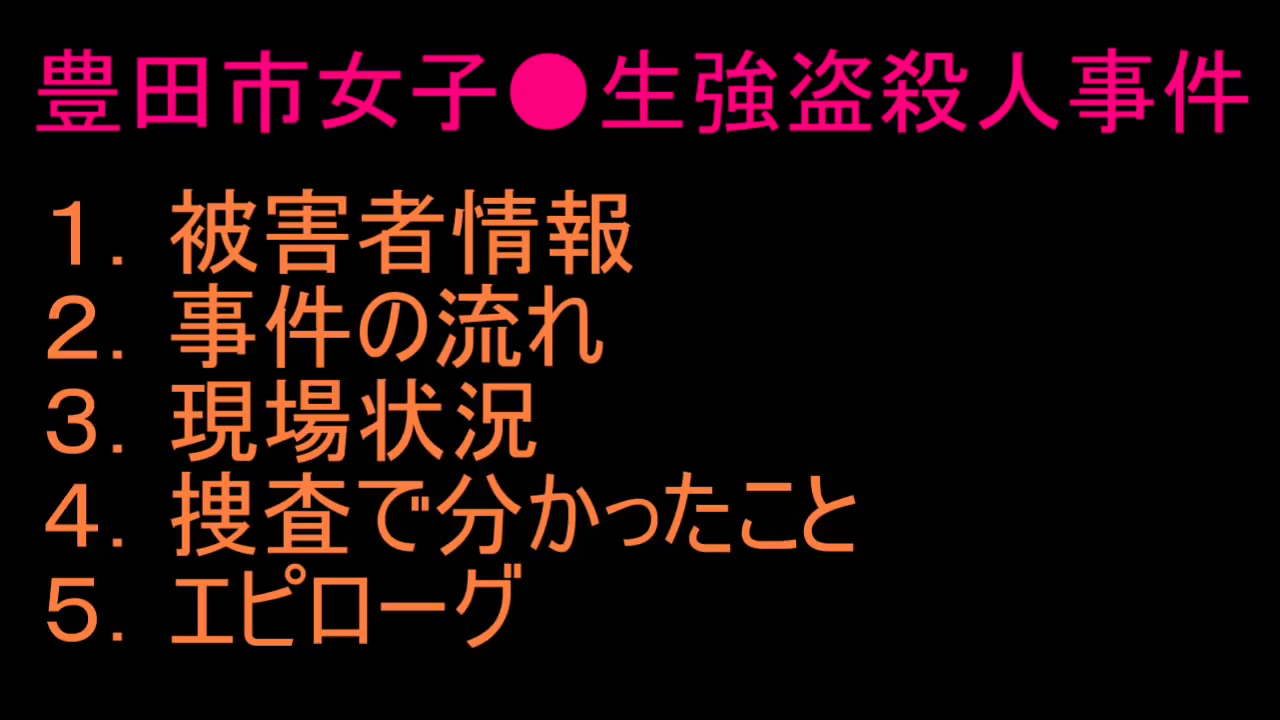 豊田市女子●生強盗殺人事件
１．被害者情報
２．事件の流れ
３．現場状況
４．捜査で分かったこと
５．エピローグ